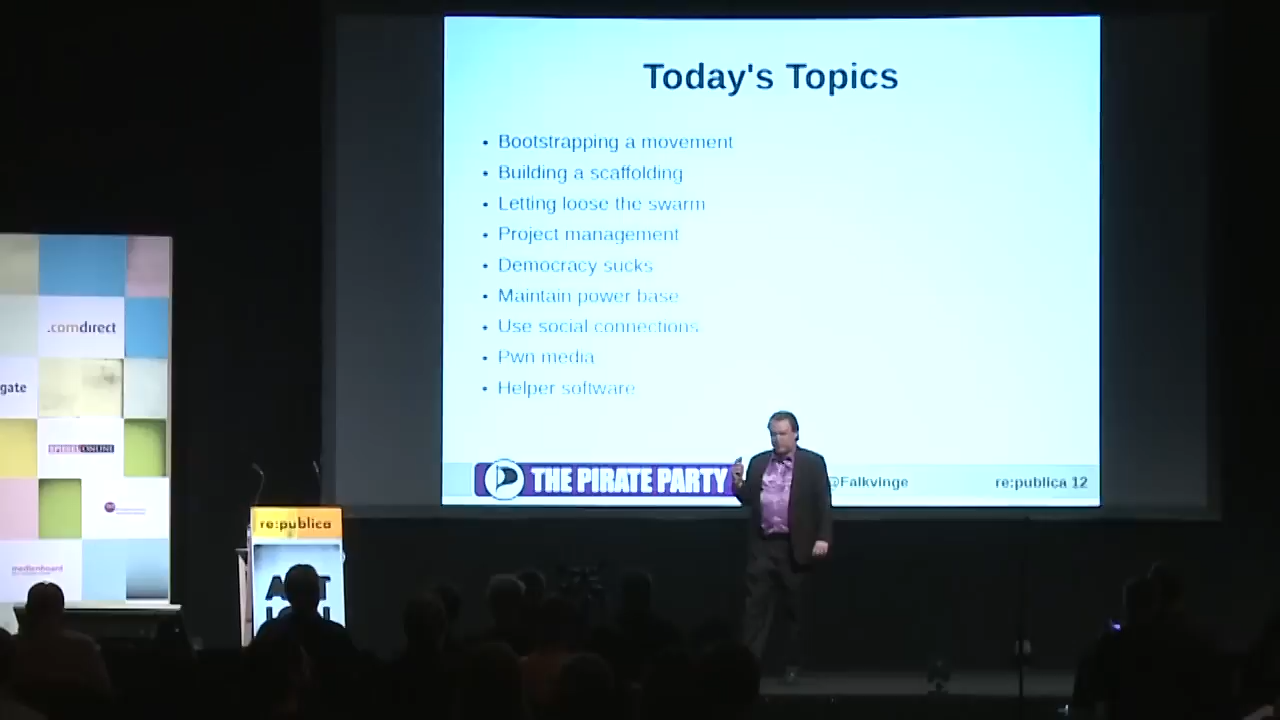 Today's Topics
• Bootstrapping a movement
• Building a scaffolding
• Letting loose the swarm
• Project management
• Democracy sucks
• Maintain power base
• Use social connections
• Pwn media
• Helper software
THE PIRATE PARTY
@Falkvinge
re:publica 12
.comdirect
gate
SPIEGEL ONLINE
medienboard
re:publica